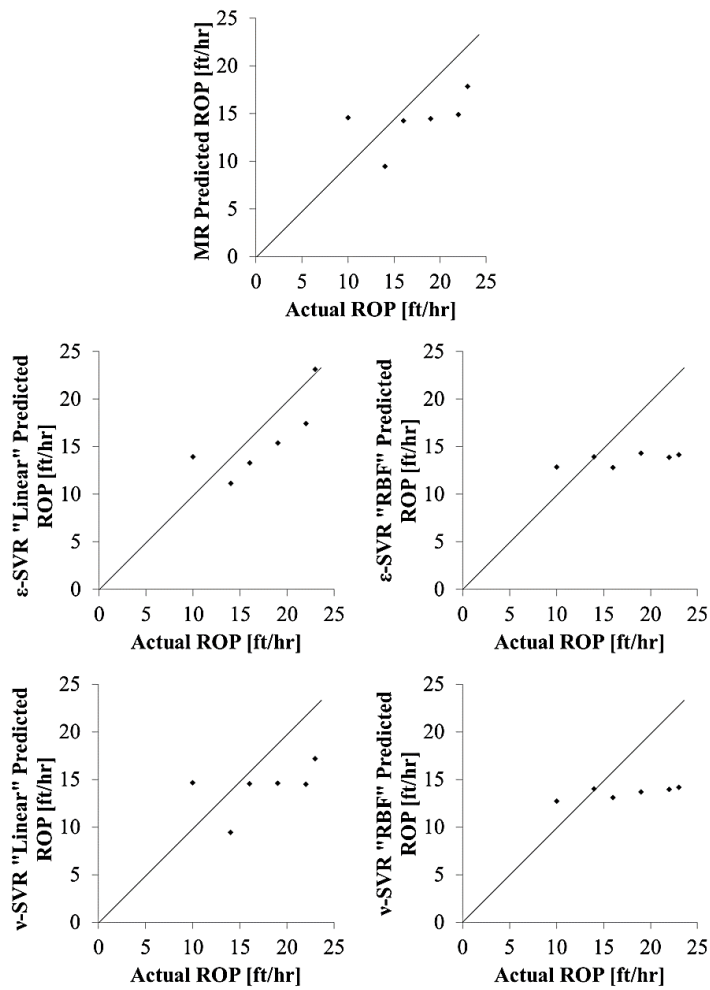 25
20
15
10
5
0
MR Predicted ROP [ft/hr]
0 5 10 15 20 25
Actual ROP [ft/hr]
25
20
15
10
5
0
ε-SVR "Linear" Predicted
ROP [ft/hr]
0 5 10 15 20 25
Actual ROP [ft/hr]
25
20
15
10
5
0
ε-SVR "RBF" Predicted
ROP [ft/hr]
0 5 10 15 20 25
Actual ROP [ft/hr]
25
20
15
10
5
0
ν-SVR "Linear" Predicted
ROP [ft/hr]
0 5 10 15 20 25
Actual ROP [ft/hr]
25
20
15
10
5
0
ν-SVR "RBF" Predicted
ROP [ft/hr]
0 5 10 15 20 25
Actual ROP [ft/hr]